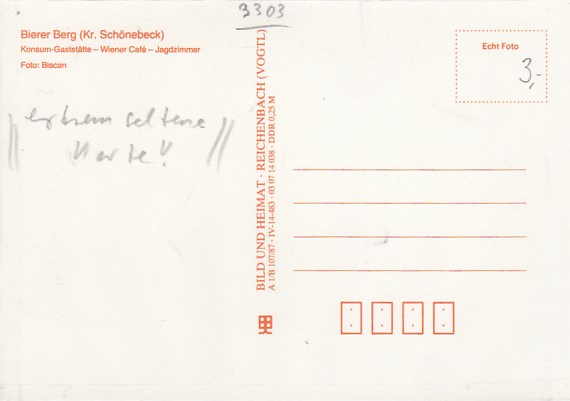 3303
Bierer Berg (Kr. Schönebeck)
Konsum-Gaststätte – Wiener Café – Jagdzimmer
Foto: Biscan
Echt Foto
3,-
extrem seltene
Karte!
BILD UND HEIMAT · REICHENBACH (VOGTL)
A 1/B 107/87 · IV-14-483 · 03 07 14 038 · DDR 0,25 M